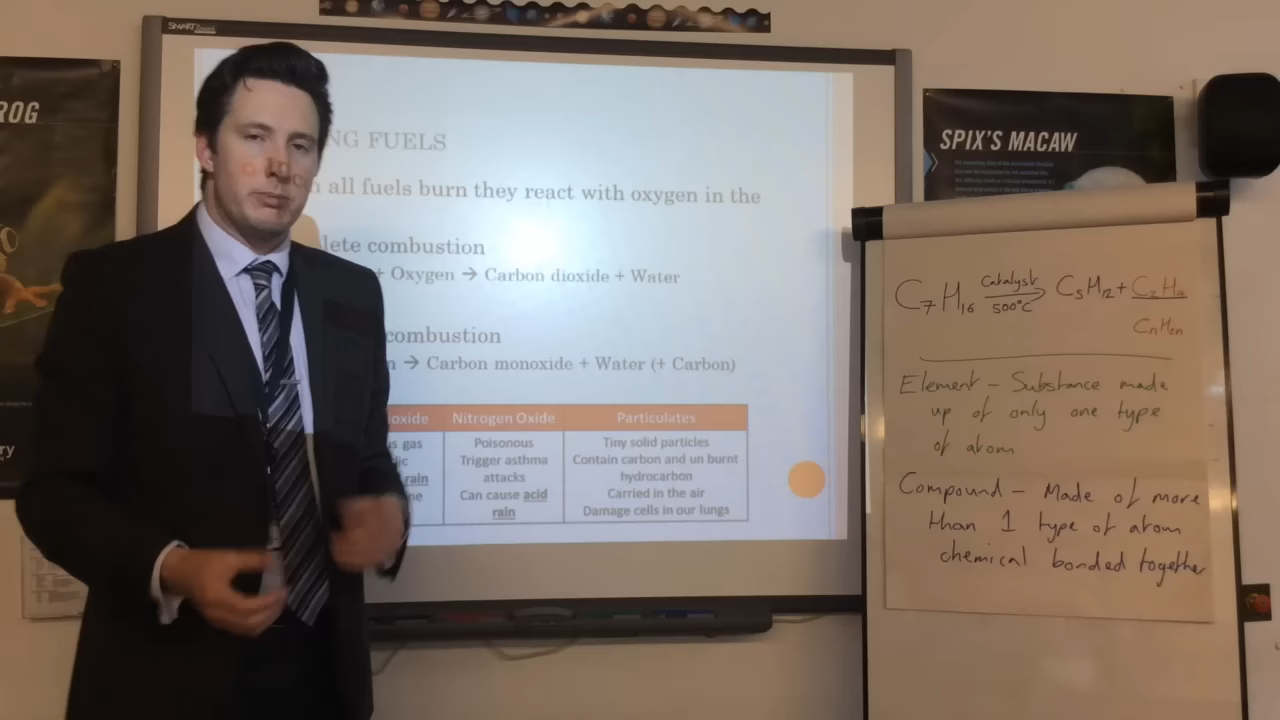 SMART
ROG
NG FUELS
all fuels burn they react with oxygen in the
lete combustion
+ Oxygen → Carbon dioxide + Water
combustion
n → Carbon monoxide + Water (+ Carbon)
oxide Nitrogen Oxide Particulates
s gas Poisonous Tiny solid particles
dic Trigger asthma Contain carbon and un burnt
rain attacks hydrocarbon
ne Can cause acid Carried in the air
rain Damage cells in our lungs
SPIX'S MACAW
C7H16 Catalyst 500°C C5H12 + C2H4
CnH2n
Element – Substance made
up of only one type
of atom
Compound – Made of more
than 1 type of atom
chemical bonded together
ry